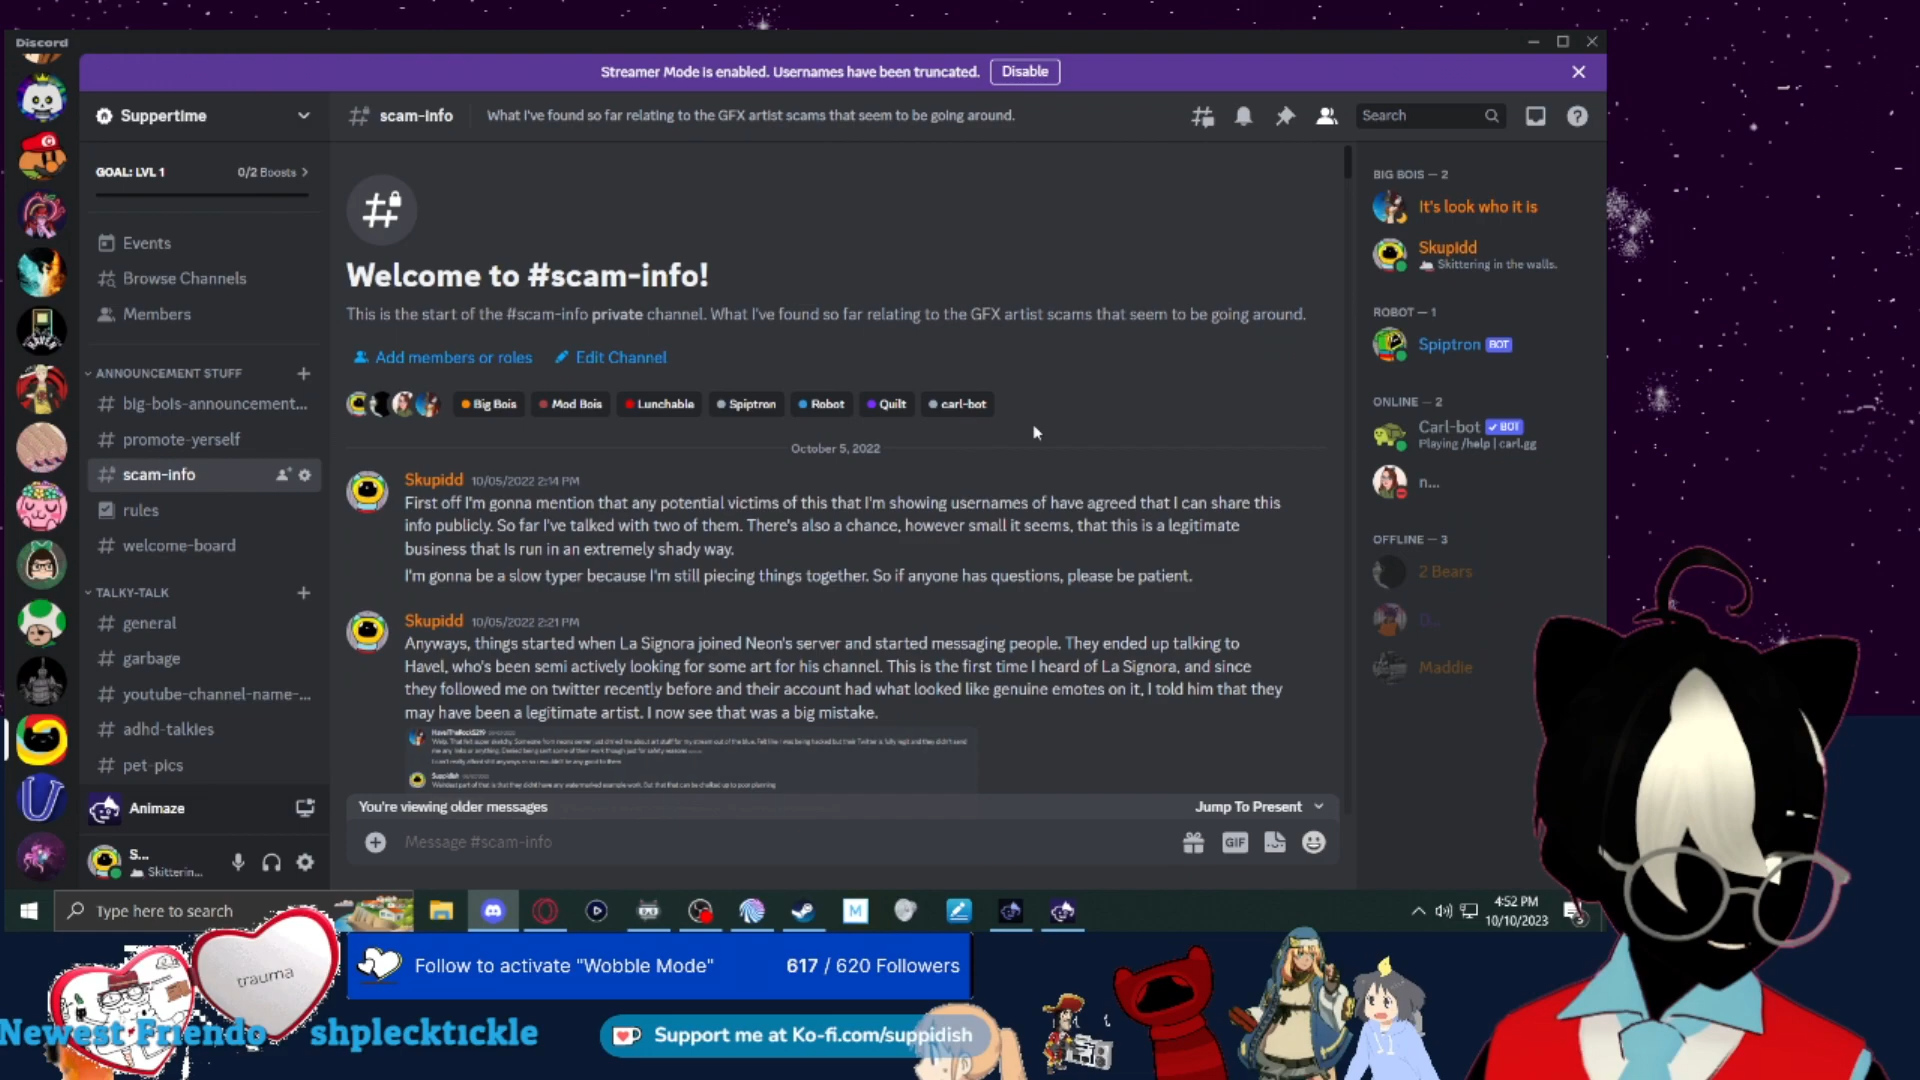 Discord
Streamer Mode is enabled. Usernames have been truncated. Disable
Suppertime
scam-info
What I've found so far relating to the GFX artist scams that seem to be going around.
Search
GOAL: LVL 1
0/2 Boosts
Events
Browse Channels
Members
ANNOUNCEMENT STUFF
big-bois-announcement...
promote-yerself
scam-info
rules
welcome-board
TALKY-TALK
general
garbage
youtube-channel-name-...
adhd-talkies
pet-pics
Animaze
S...
Skitterin...
Welcome to #scam-info!
This is the start of the #scam-info private channel. What I've found so far relating to the GFX artist scams that seem to be going around.
Add members or roles
Edit Channel
Big Bois
Mod Bois
Lunchable
Spiptron
Robot
Quilt
carl-bot
October 5, 2022
Skupidd 10/05/2022 2:14 PM
First off I'm gonna mention that any potential victims of this that I'm showing usernames of have agreed that I can share this
info publicly. So far I've talked with two of them. There's also a chance, however small it seems, that this is a legitimate
business that is run in an extremely shady way.
I'm gonna be a slow typer because I'm still piecing things together. So if anyone has questions, please be patient.
Skupidd 10/05/2022 2:21 PM
Anyways, things started when La Signora joined Neon's server and started messaging people. They ended up talking to
Havel, who's been semi actively looking for some art for his channel. This is the first time I heard of La Signora, and since
they followed me on twitter recently before and their account had what looked like genuine emotes on it, I told him that they
may have been a legitimate artist. I now see that was a big mistake.
You're viewing older messages
Jump To Present
Message #scam-info
GIF
BIG BOIS — 2
It's look who it is
Skupidd
Skittering in the walls.
ROBOT — 1
Spiptron BOT
ONLINE — 2
Carl-bot BOT
Playing /help | carl.gg
n...
OFFLINE — 3
2 Bears
D...
Maddie
Type here to search
M
4:52 PM
10/10/2023
trauma
Follow to activate "Wobble Mode"
617 / 620 Followers
Newest Friendo
shplecktickle
Support me at Ko-fi.com/suppidish